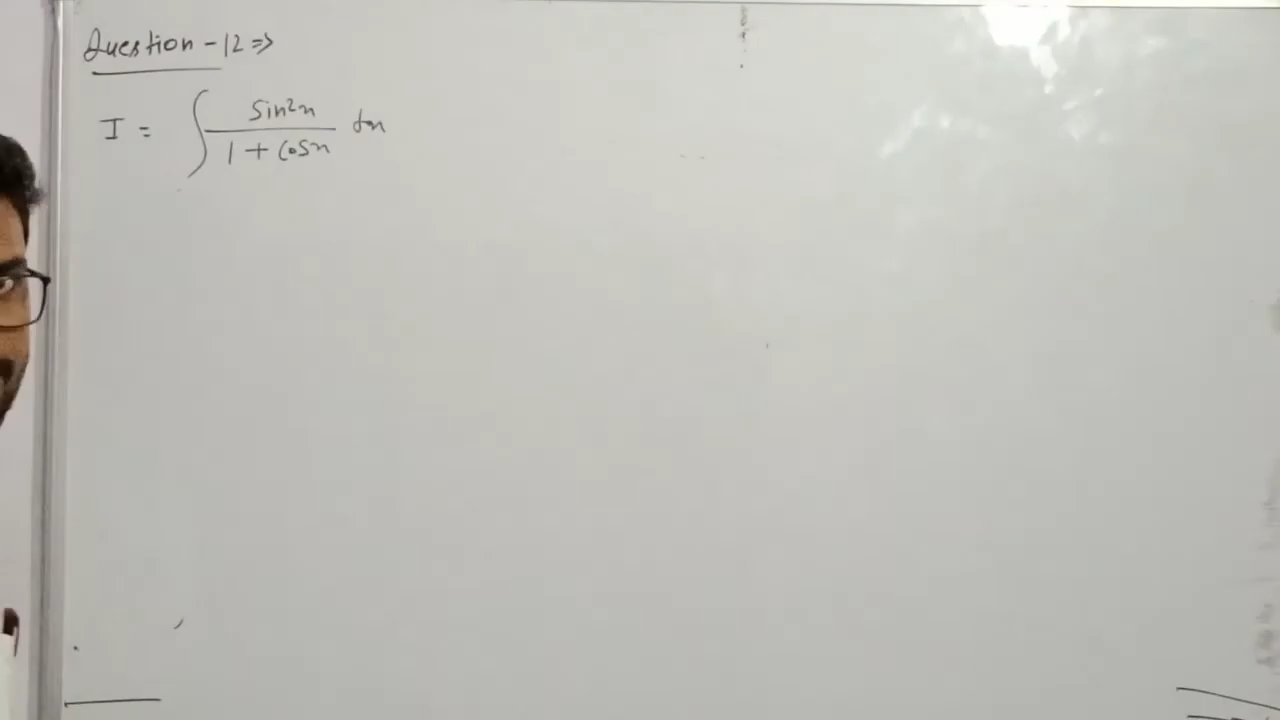 Question - 12 ⇒
I = ∫ sin²x / 1 + cosx dx